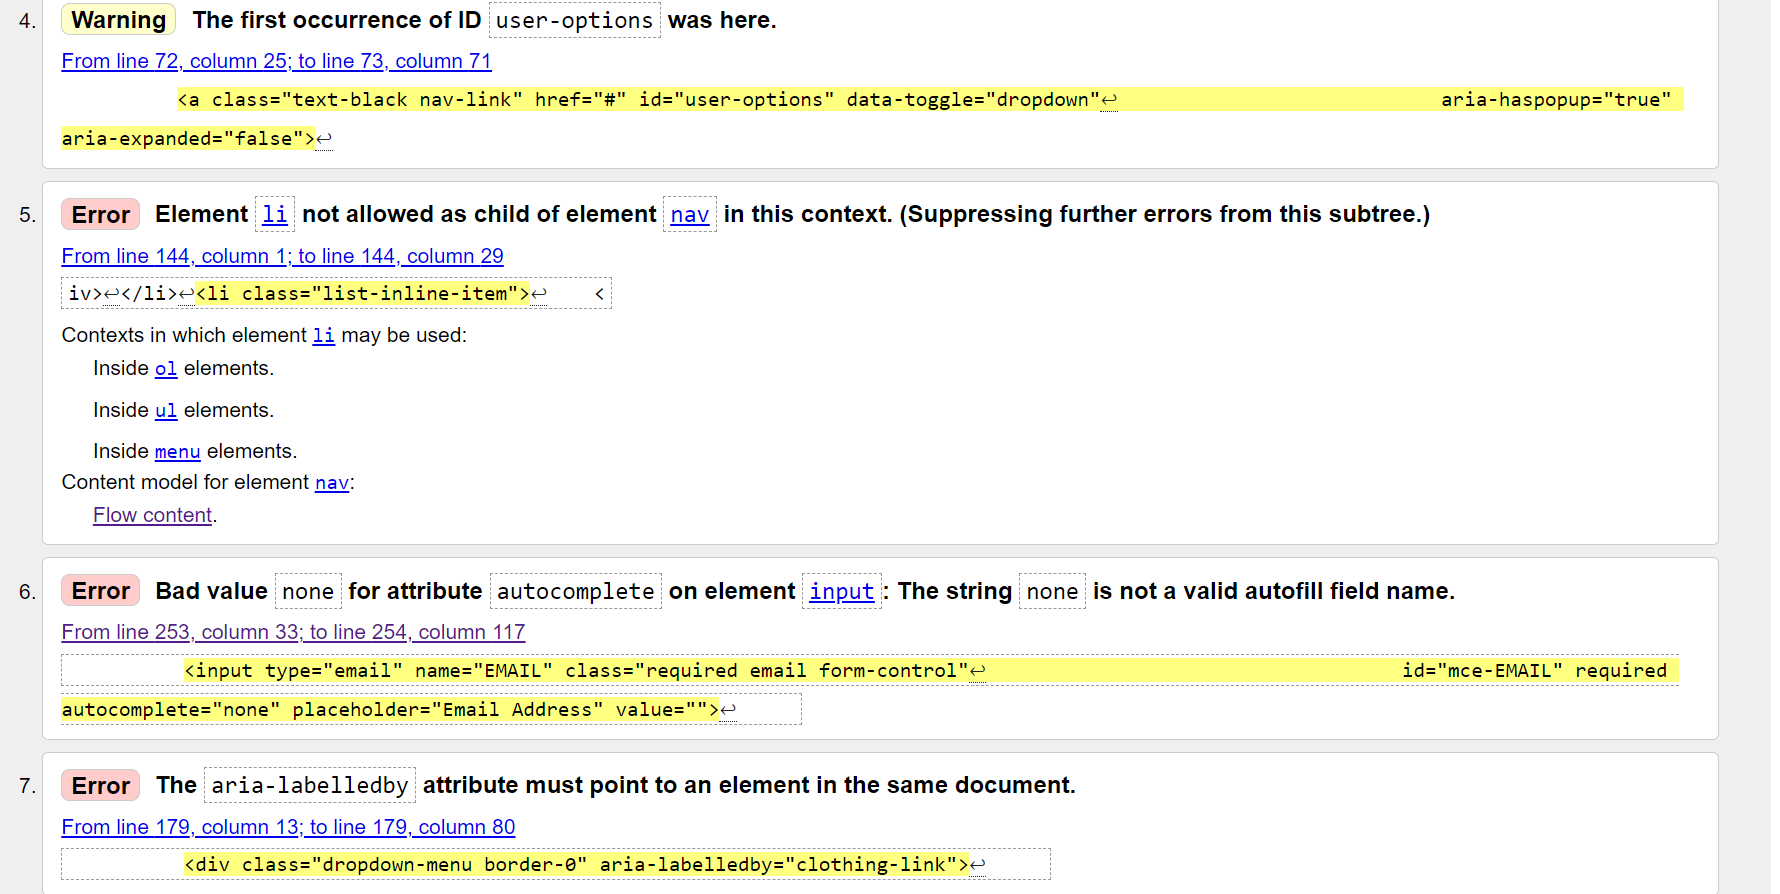 4. Warning The first occurrence of ID user-options was here.
From line 72, column 25; to line 73, column 71
<a class="text-black nav-link" href="#" id="user-options" data-toggle="dropdown"↩ aria-haspopup="true"
aria-expanded="false">↩
5. Error Element li not allowed as child of element nav in this context. (Suppressing further errors from this subtree.)
From line 144, column 1; to line 144, column 29
iv>↩</li>↩<li class="list-inline-item">↩ <
Contexts in which element li may be used:
Inside ol elements.
Inside ul elements.
Inside menu elements.
Content model for element nav:
Flow content.
6. Error Bad value none for attribute autocomplete on element input: The string none is not a valid autofill field name.
From line 253, column 33; to line 254, column 117
<input type="email" name="EMAIL" class="required email form-control"↩ id="mce-EMAIL" required
autocomplete="none" placeholder="Email Address" value="">↩
7. Error The aria-labelledby attribute must point to an element in the same document.
From line 179, column 13; to line 179, column 80
<div class="dropdown-menu border-0" aria-labelledby="clothing-link">↩